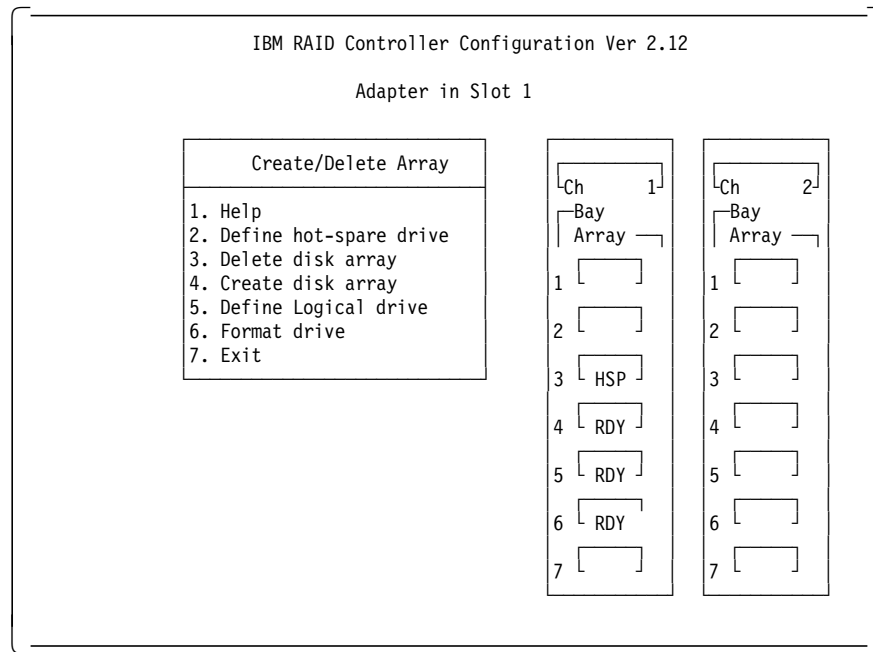 IBM RAID Controller Configuration Ver 2.12
Adapter in Slot 1
Create/Delete Array
1. Help
2. Define hot-spare drive
3. Delete disk array
4. Create disk array
5. Define Logical drive
6. Format drive
7. Exit
Ch 1
Bay
Array
1
2
3 HSP
4 RDY
5 RDY
6 RDY
7
Ch 2
Bay
Array
1
2
3
4
5
6
7